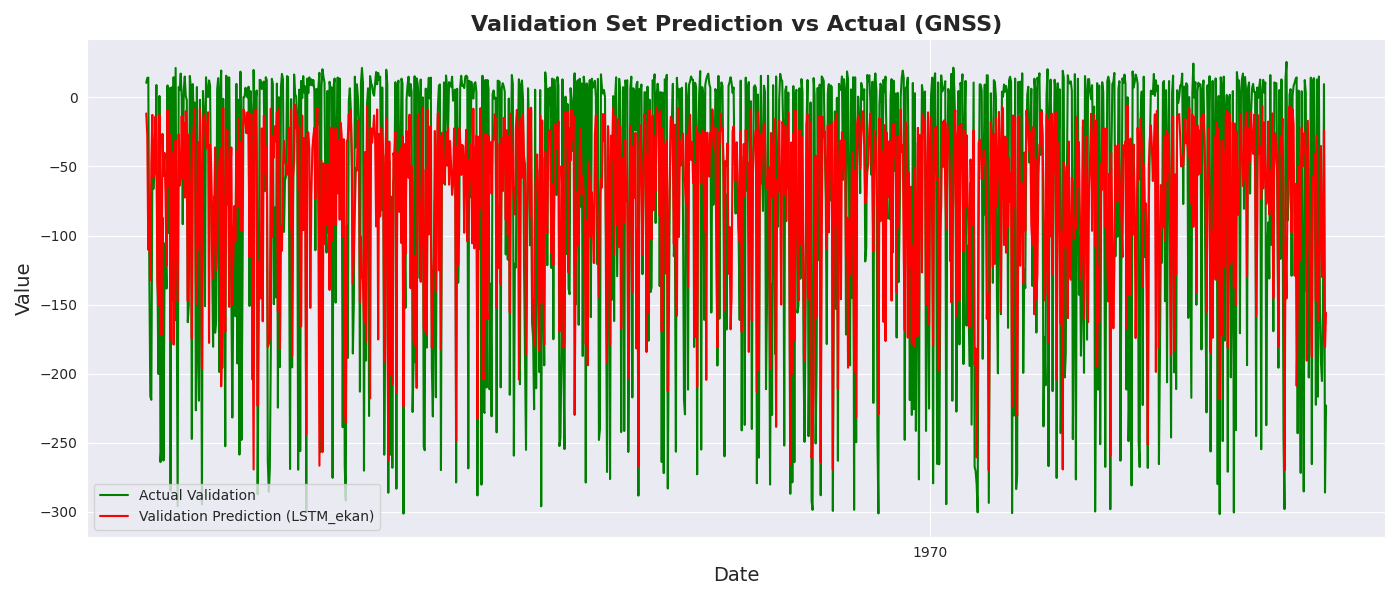 Validation Set Prediction vs Actual (GNSS)
Value
0
−50
−100
−150
−200
−250
−300
Actual Validation
Validation Prediction (LSTM_ekan)
1970
Date